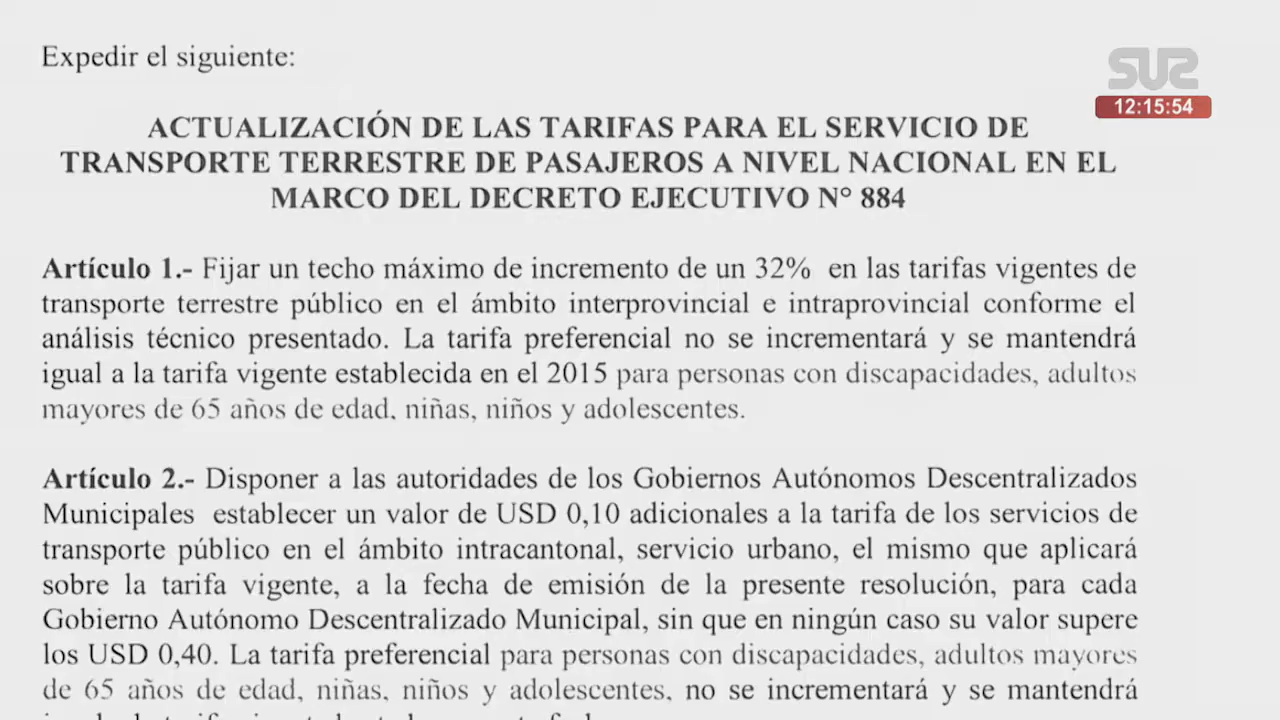 Expedir el siguiente:
SUR
12:15:54
ACTUALIZACIÓN DE LAS TARIFAS PARA EL SERVICIO DE
TRANSPORTE TERRESTRE DE PASAJEROS A NIVEL NACIONAL EN EL
MARCO DEL DECRETO EJECUTIVO N° 884
Artículo 1.- Fijar un techo máximo de incremento de un 32% en las tarifas vigentes de
transporte terrestre público en el ámbito interprovincial e intraprovincial conforme el
análisis técnico presentado. La tarifa preferencial no se incrementará y se mantendrá
igual a la tarifa vigente establecida en el 2015 para personas con discapacidades, adultos
mayores de 65 años de edad, niñas, niños y adolescentes.
Artículo 2.- Disponer a las autoridades de los Gobiernos Autónomos Descentralizados
Municipales establecer un valor de USD 0,10 adicionales a la tarifa de los servicios de
transporte público en el ámbito intracantonal, servicio urbano, el mismo que aplicará
sobre la tarifa vigente, a la fecha de emisión de la presente resolución, para cada
Gobierno Autónomo Descentralizado Municipal, sin que en ningún caso su valor supere
los USD 0,40. La tarifa preferencial para personas con discapacidades, adultos mayores
de 65 años de edad, niñas, niños y adolescentes, no se incrementará y se mantendrá